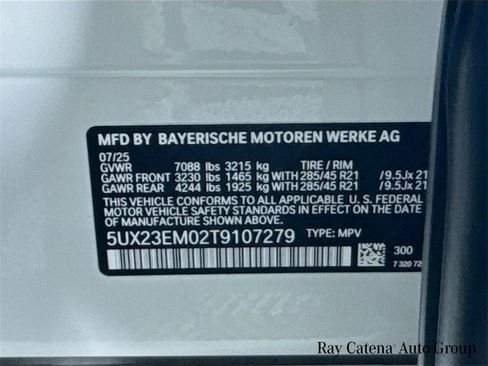 MFD BY BAYERISCHE MOTOREN WERKE AG
07/25
GVWR 7088 lbs 3215 kg TIRE / RIM
GAWR FRONT 3230 lbs 1465 kg WITH 285/45 R21 /9.5Jx 21
GAWR REAR 4244 lbs 1925 kg WITH 285/45 R21 /9.5Jx 21
THIS VEHICLE CONFORMS TO ALL APPLICABLE U. S. FEDERAL
MOTOR VEHICLE SAFETY STANDARDS IN EFFECT ON THE DATE
OF MANUFACTURE SHOWN ABOVE.
5UX23EM02T9107279 TYPE: MPV
300
7 320 72
Ray Catena Auto Group